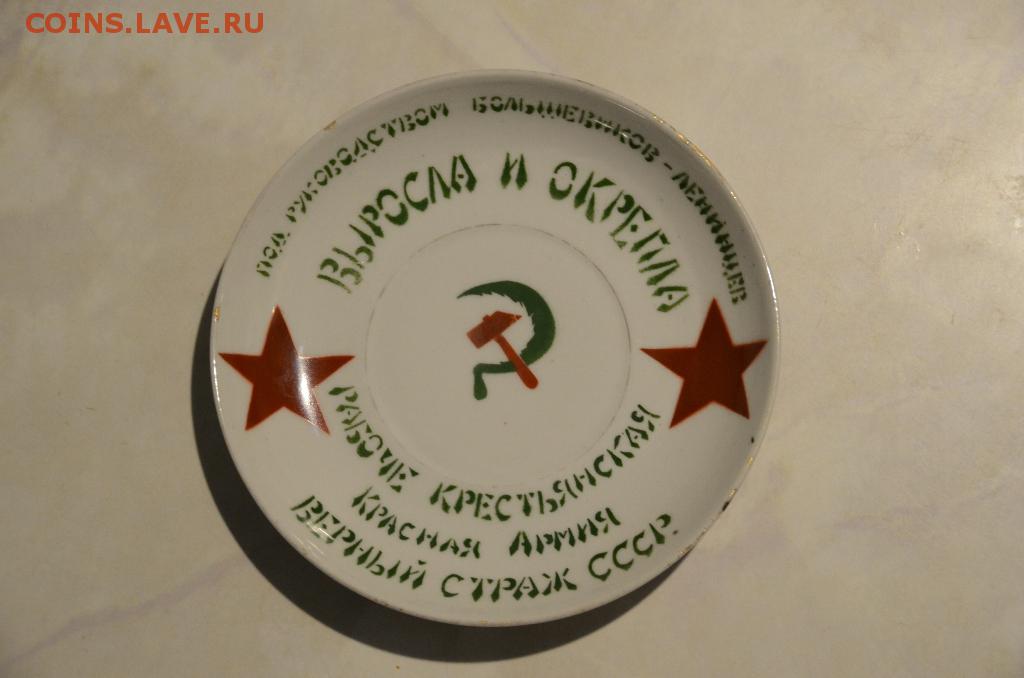 COINS.LAVE.RU
ПОД РУКОВОДСТВОМ БОЛЬШЕВИКОВ-ЛЕНИНЦЕВ
ВЫРОСЛА И ОКРЕПЛА
РАБОЧЕ КРЕСТЬЯНСКАЯ
КРАСНАЯ АРМИЯ
ВЕРНЫЙ СТРАЖ СССР.